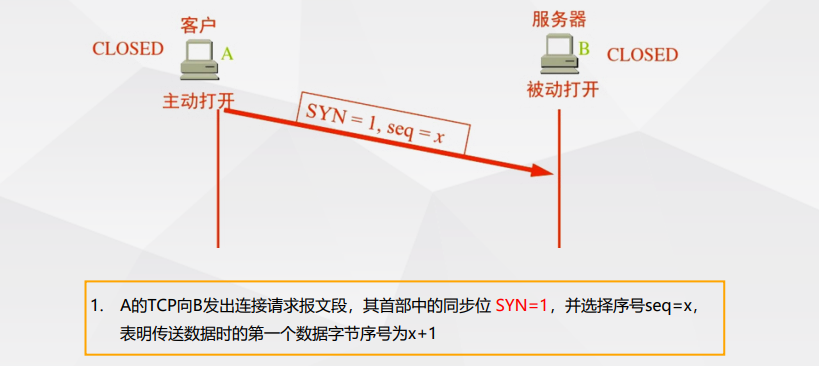 客户
服务器
CLOSED
A
B
CLOSED
主动打开
被动打开
SYN = 1, seq = x
1. A的TCP向B发出连接请求报文段，其首部中的同步位 SYN=1，并选择序号seq=x，
表明传送数据时的第一个数据字节序号为x+1